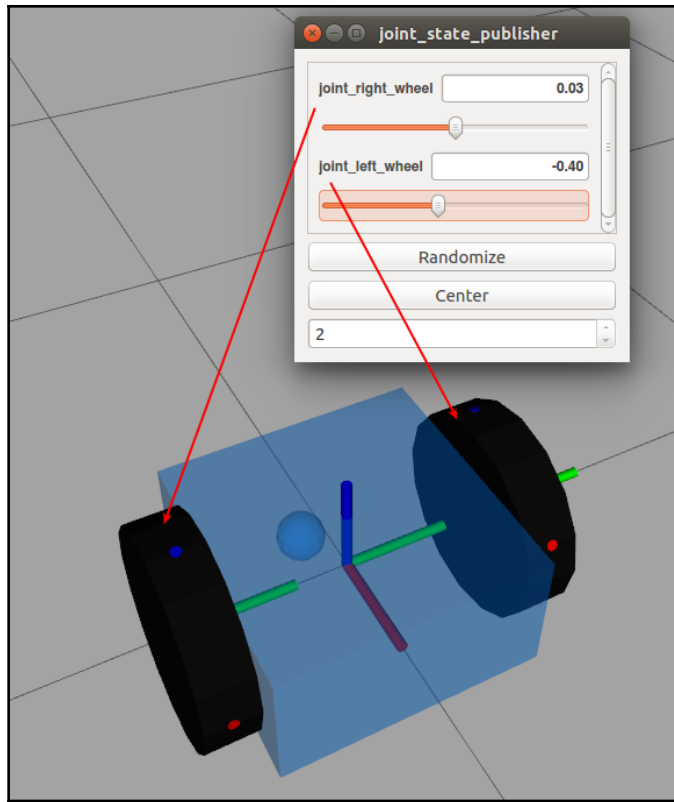 joint_state_publisher
joint_right_wheel 0.03
joint_left_wheel -0.40
Randomize
Center
2